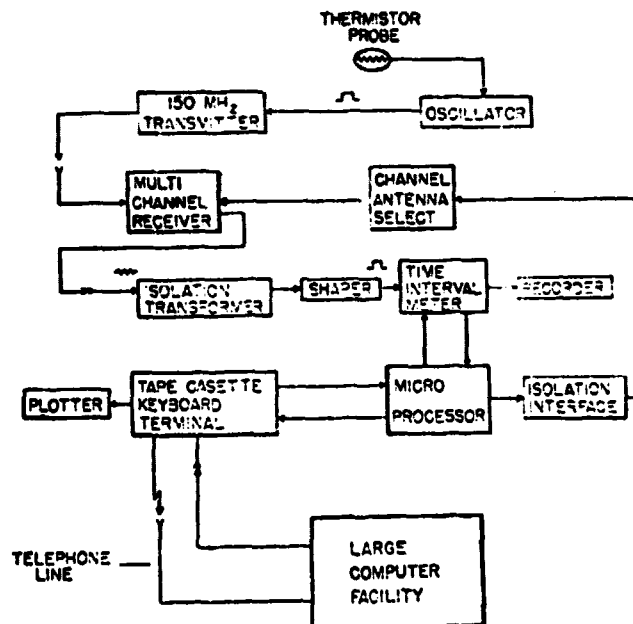 THERMISTOR
PROBE
150 MHz
TRANSMITTER
OSCILLATOR
MULTI
CHANNEL
RECEIVER
CHANNEL
ANTENNA
SELECT
ISOLATION
TRANSFORMER
SHAPER
TIME
INTERVAL
METER
RECORDER
PLOTTER
TAPE CASETTE
KEYBOARD
TERMINAL
MICRO
PROCESSOR
ISOLATION
INTERFACE
TELEPHONE
LINE
LARGE
COMPUTER
FACILITY